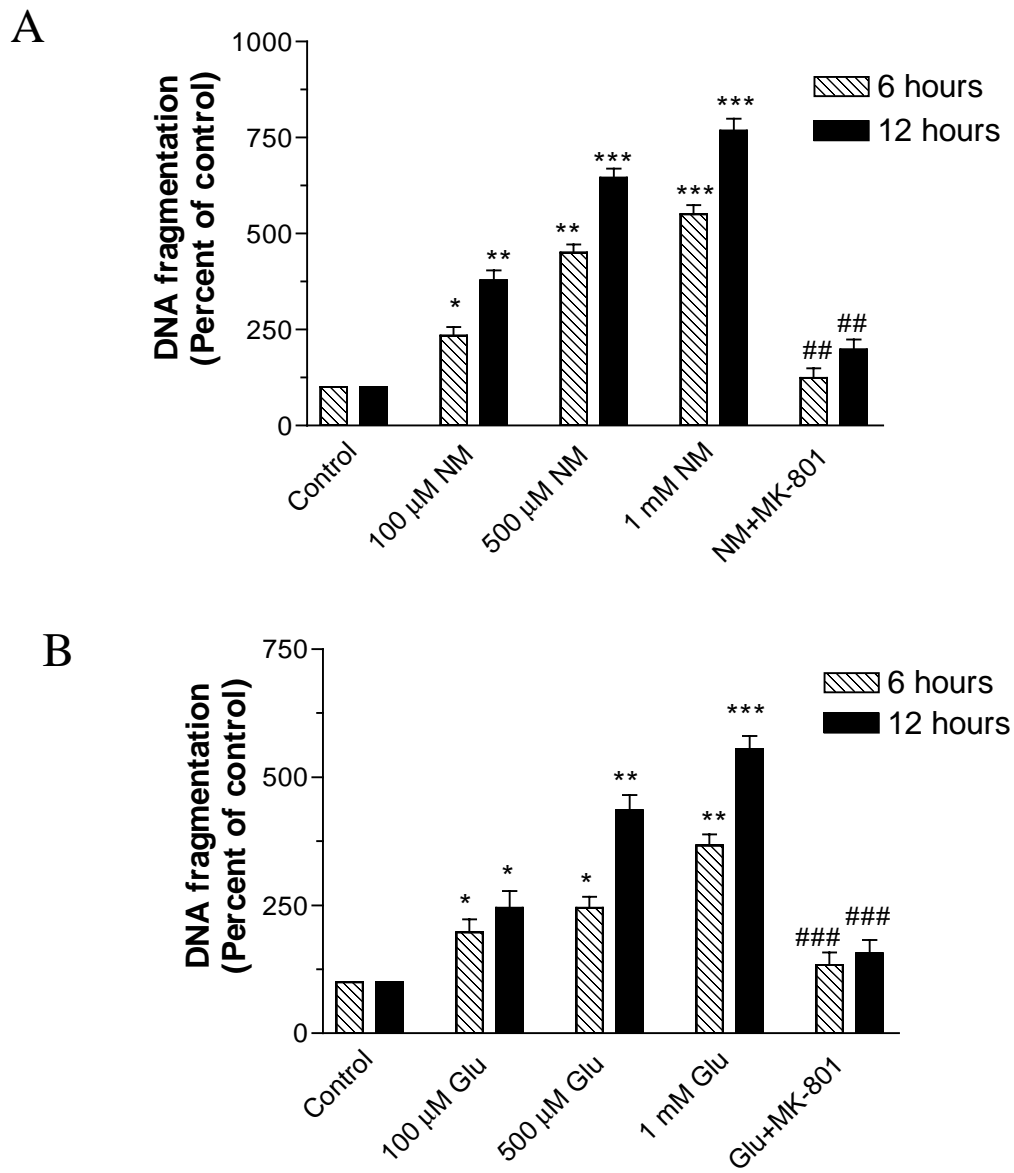 A
1000
750
500
250
0
DNA fragmentation
(Percent of control)
6 hours
12 hours
*
**
**
***
***
***
##
##
Control
100 µM NM
500 µM NM
1 mM NM
NM+MK-801
B
750
500
250
0
DNA fragmentation
(Percent of control)
6 hours
12 hours
*
*
*
**
**
***
###
###
Control
100 µM Glu
500 µM Glu
1 mM Glu
Glu+MK-801